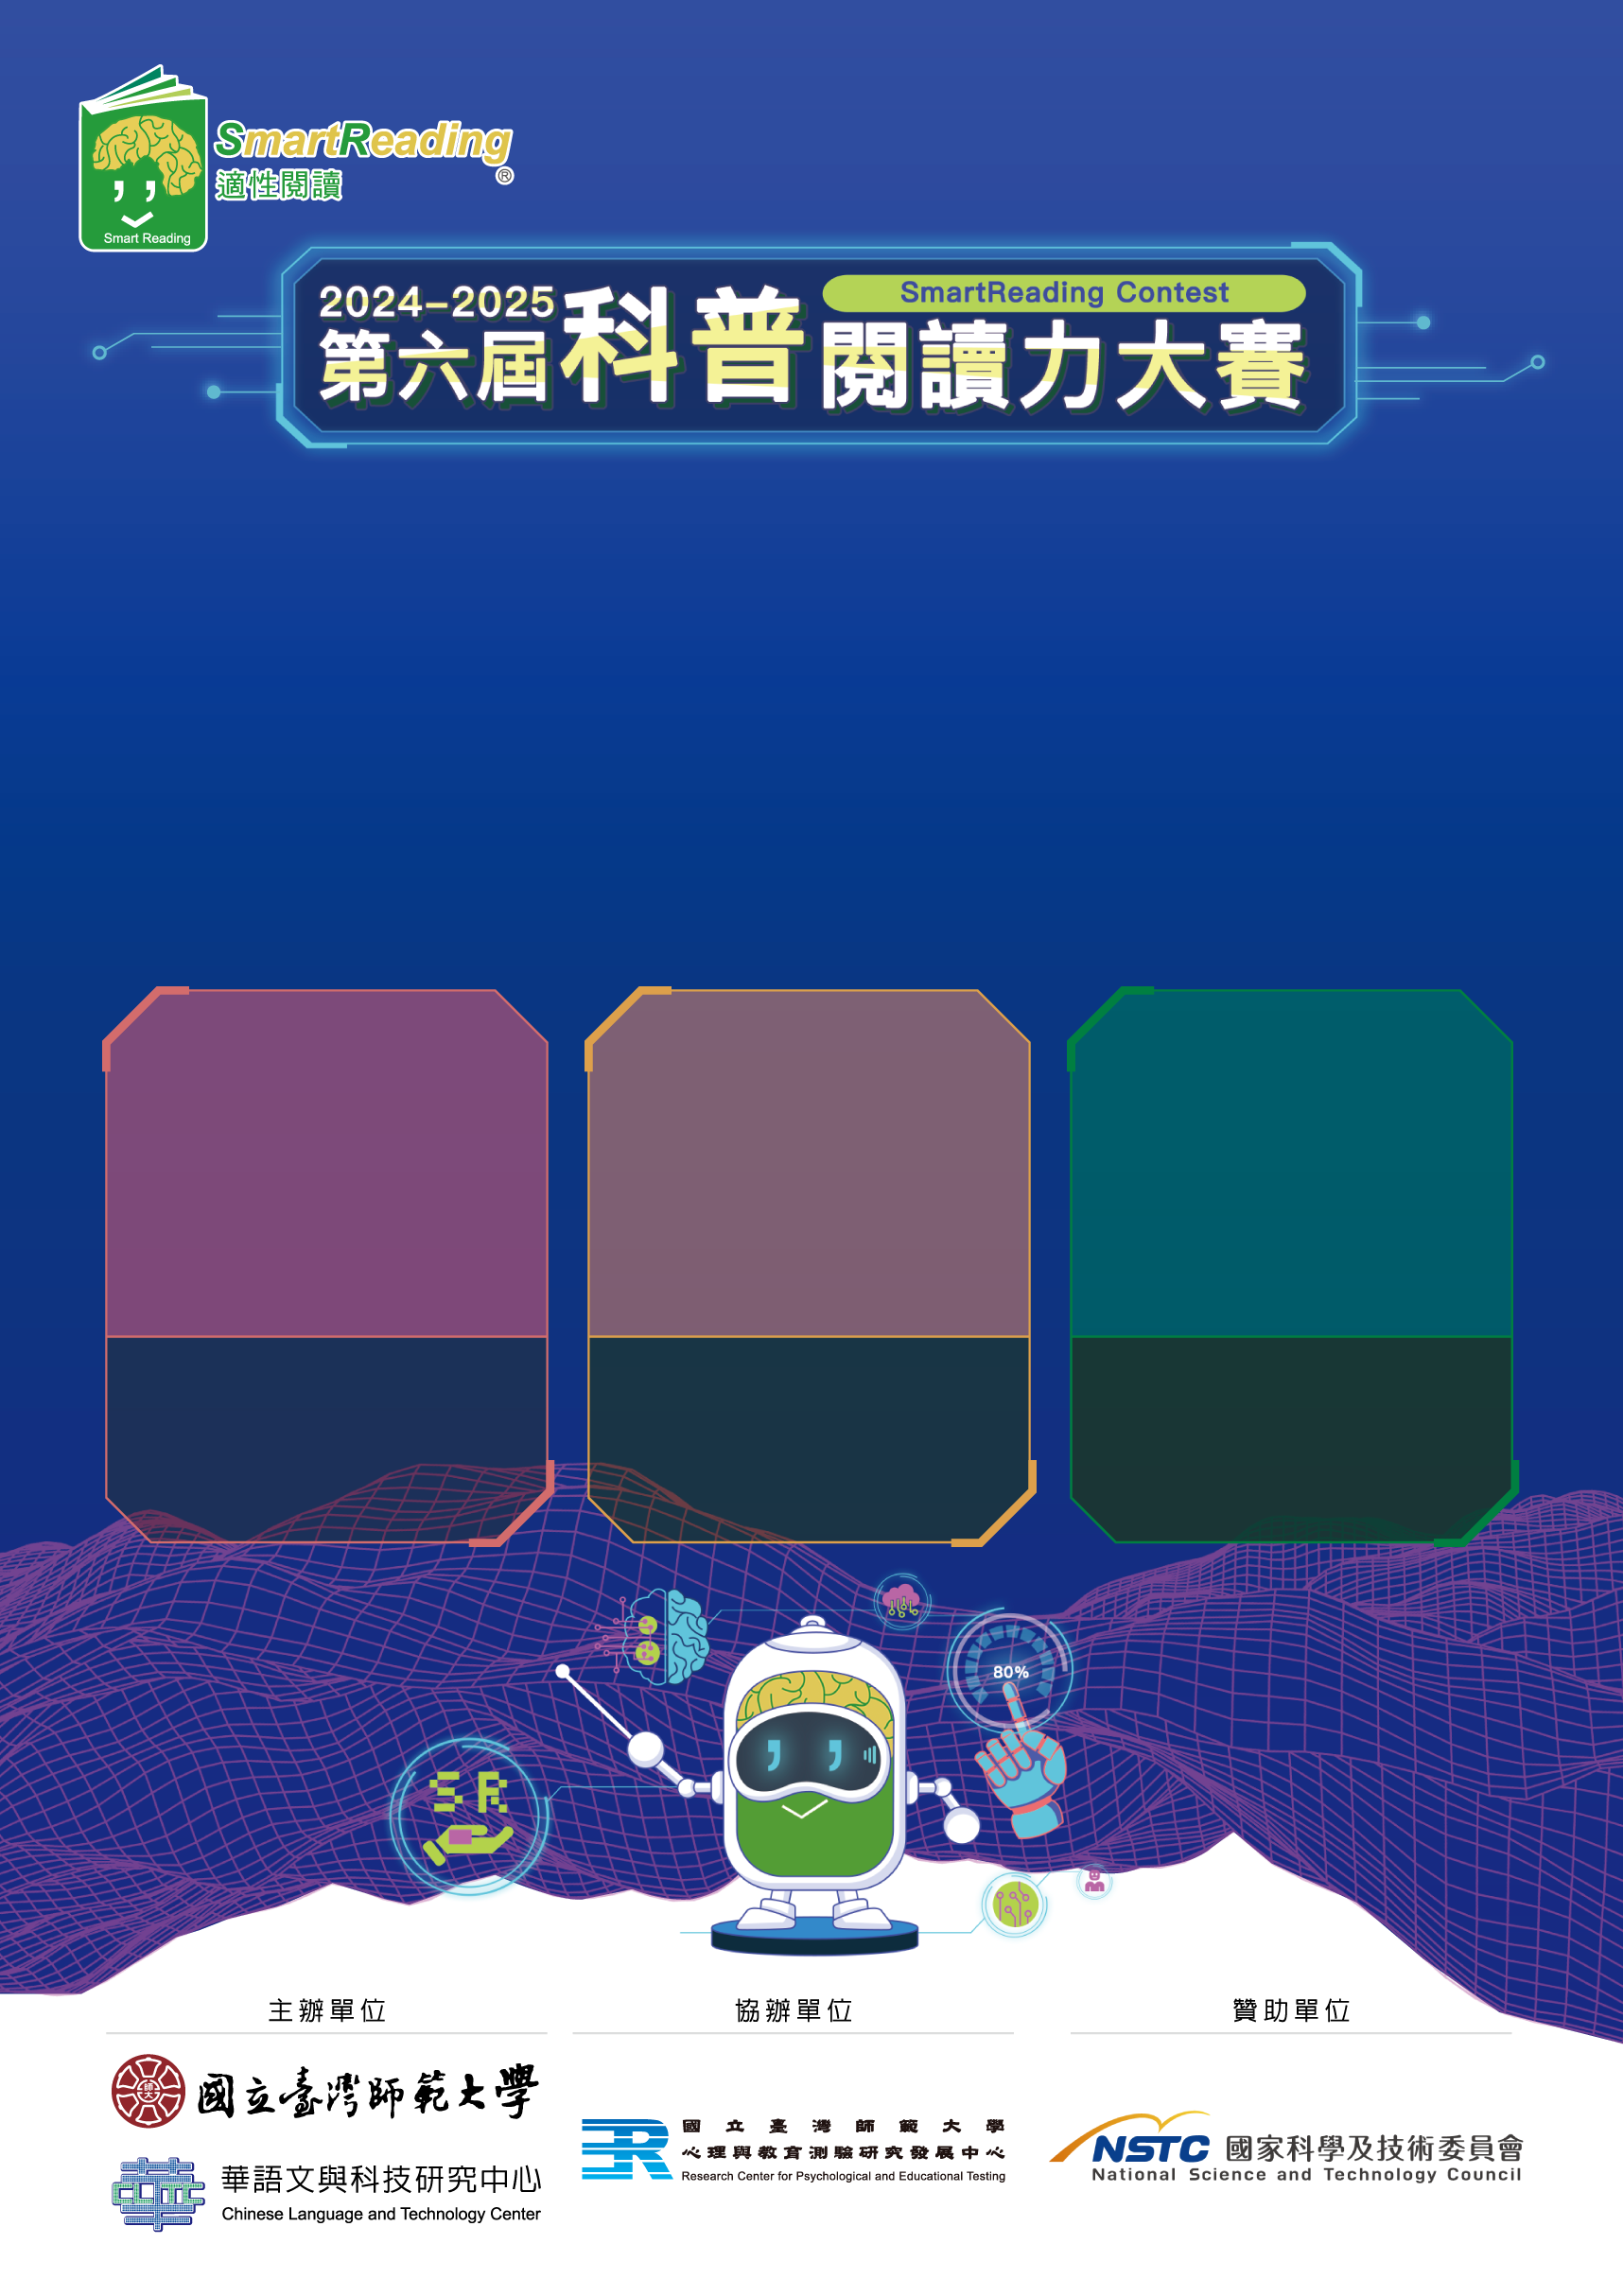 SmartReading®
適性閱讀
Smart Reading
2024-2025
SmartReading Contest
第六屆科普閱讀力大賽
80%
SR
主辦單位
協辦單位
贊助單位
師大
國立臺灣師範大學
華語文與科技研究中心
Chinese Language and Technology Center
國立臺灣師範大學
心理與教育測驗研究發展中心
Research Center for Psychological and Educational Testing
NSTC 國家科學及技術委員會
National Science and Technology Council